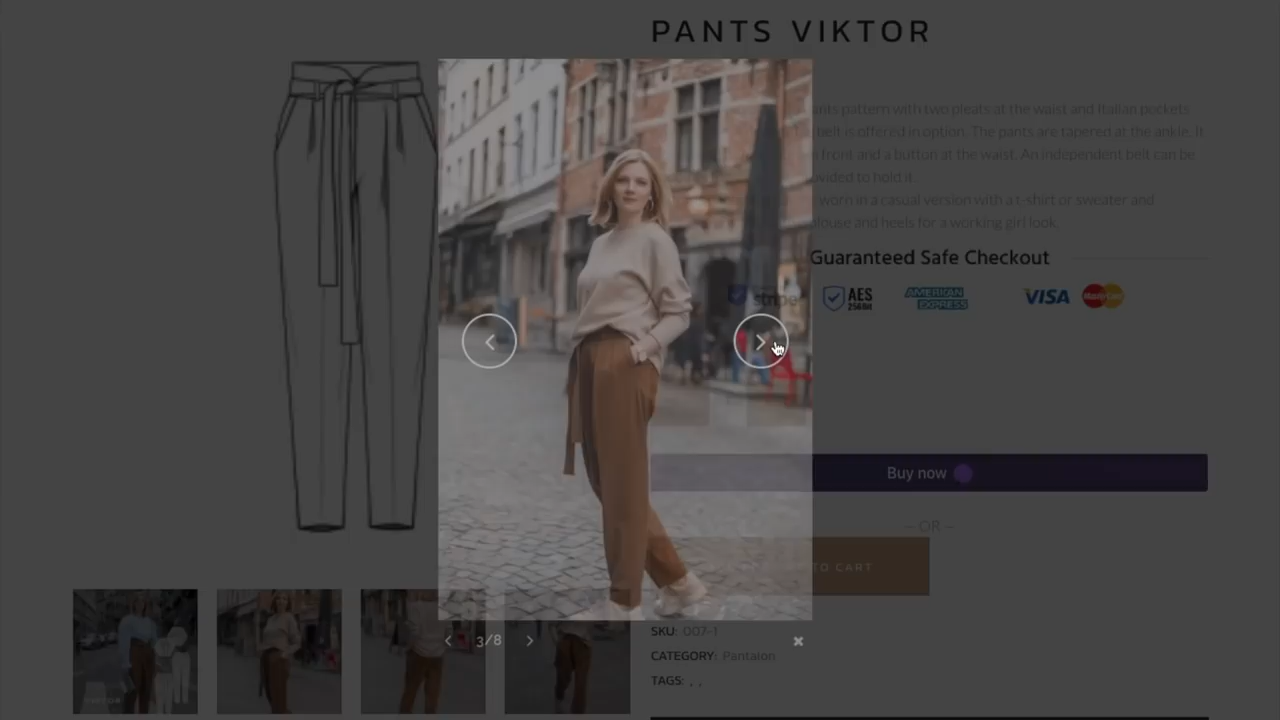 PANTS VIKTOR
ants pattern with two pleats at the waist and Italian pockets
belt is offered in option. The pants are tapered at the ankle. It
front and a button at the waist. An independent belt can be
ovided to hold it.
worn in a casual version with a t-shirt or sweater and
blouse and heels for a working girl look.
Guaranteed Safe Checkout
stripe
AES
256Bit
AMERICAN
EXPRESS
VISA
MasterCard
Buy now
— OR —
TO CART
3/8
SKU: 007-1
CATEGORY: Pantalon
TAGS: , ,
VIKTOR